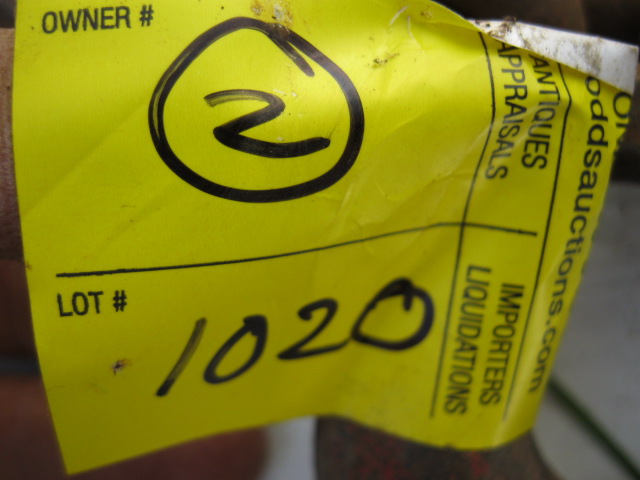 OWNER #
2
LOT #
1020
ANTIQUES
APPRAISALS
IMPORTERS
LIQUIDATIONS
oddsauctions.com